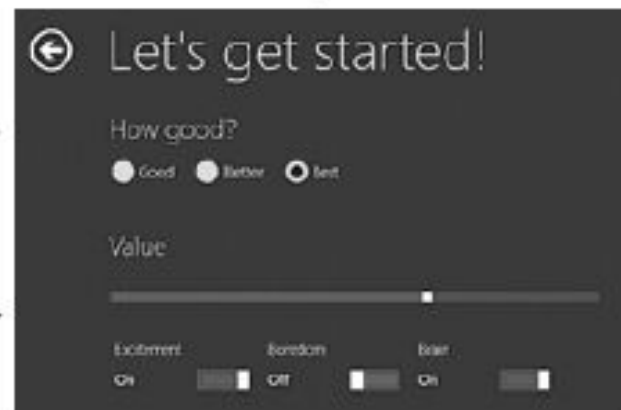 Let's get started!
How good?
Good Better Best
Value
Excitement Boredom
On Off On